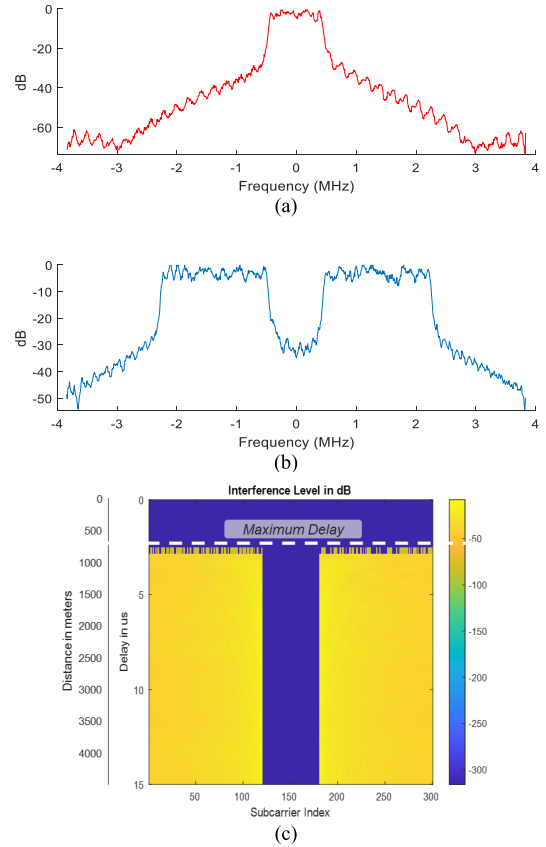 0
-20
-40
-60
dB
-4 -3 -2 -1 0 1 2 3 4
Frequency (MHz)
(a)
0
-10
-20
-30
-40
-50
dB
-4 -3 -2 -1 0 1 2 3 4
Frequency (MHz)
(b)
Interference Level in dB
Maximum Delay
0
500
1000
1500
2000
2500
3000
3500
4000
Distance in meters
0
5
10
15
Delay in us
50 100 150 200 250 300
Subcarrier Index
-50
-100
-150
-200
-250
-300
(c)